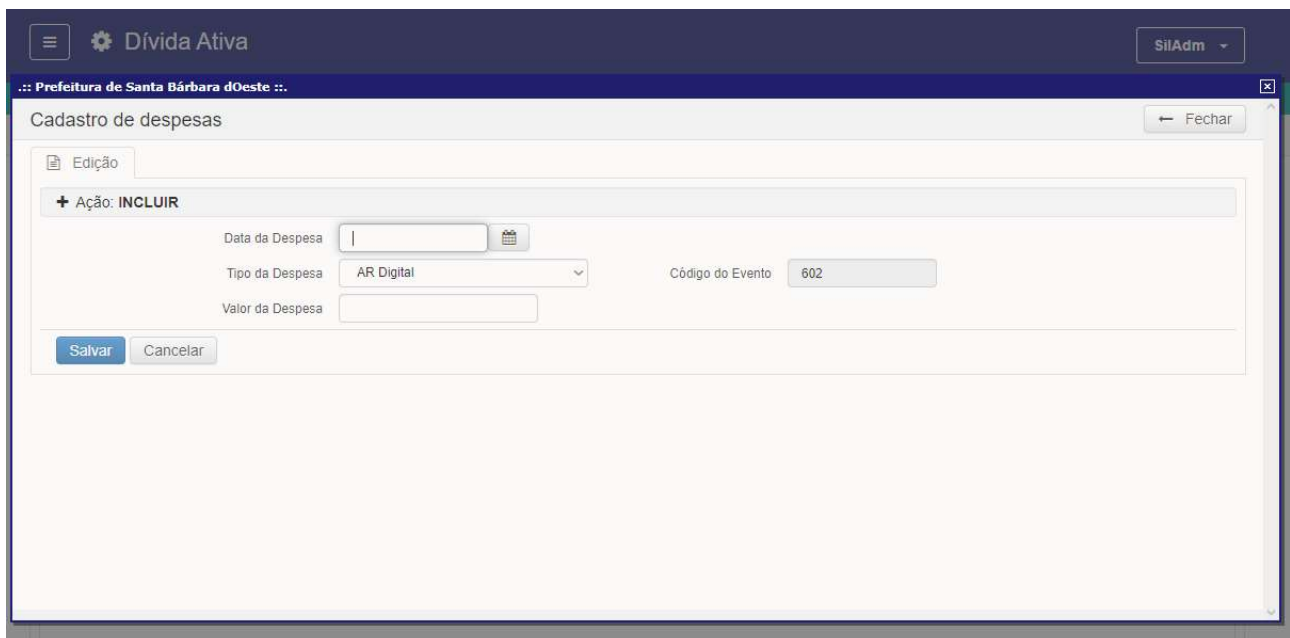 Dívida Ativa
SilAdm
.:: Prefeitura de Santa Bárbara dOeste ::.
Cadastro de despesas
Fechar
Edição
Ação: INCLUIR
Data da Despesa
Tipo da Despesa AR Digital Código do Evento 602
Valor da Despesa
Salvar Cancelar